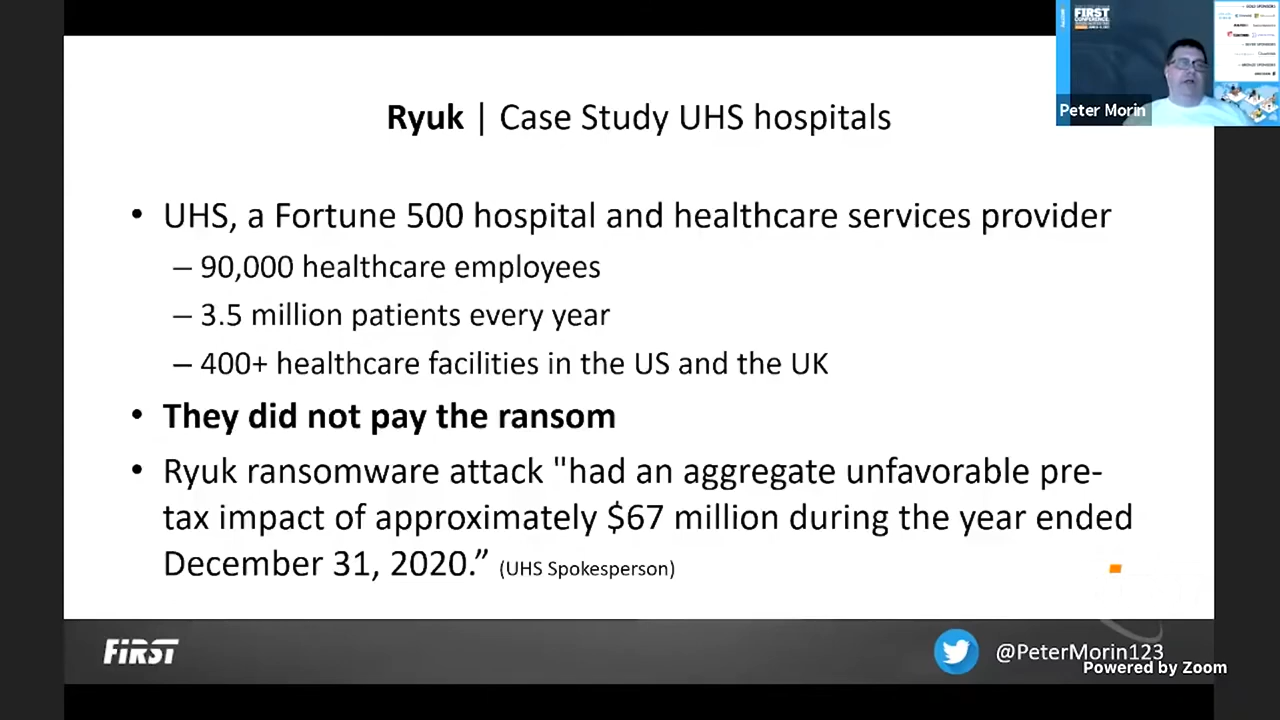 Ryuk | Case Study UHS hospitals
FIRST
CONFERENCE
Peter Morin
• UHS, a Fortune 500 hospital and healthcare services provider
– 90,000 healthcare employees
– 3.5 million patients every year
– 400+ healthcare facilities in the US and the UK
• They did not pay the ransom
• Ryuk ransomware attack "had an aggregate unfavorable pre-
tax impact of approximately $67 million during the year ended
December 31, 2020.” (UHS Spokesperson)
FIRST
@PeterMorin123
Powered by Zoom